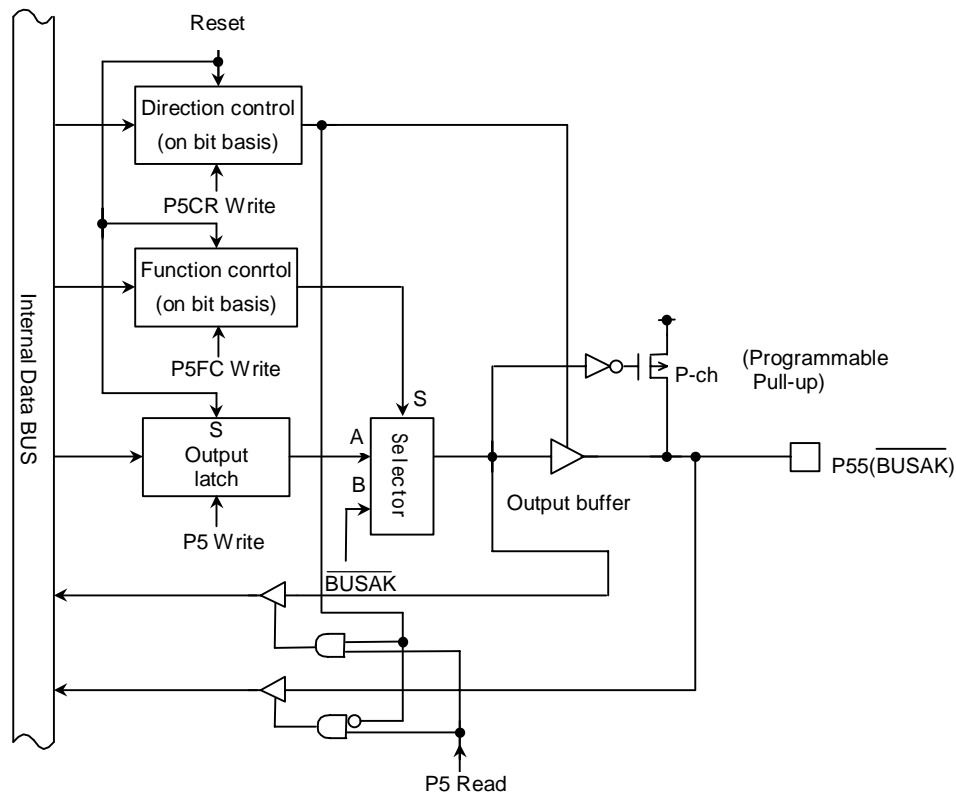 Reset
Direction control
(on bit basis)
P5CR Write
Function conrtol
(on bit basis)
P5FC Write
Internal Data BUS
S
Output
latch
P5 Write
A
B
S
Selector
BUSAK
Output buffer
P-ch
(Programmable
Pull-up)
P55(BUSAK)
P5 Read